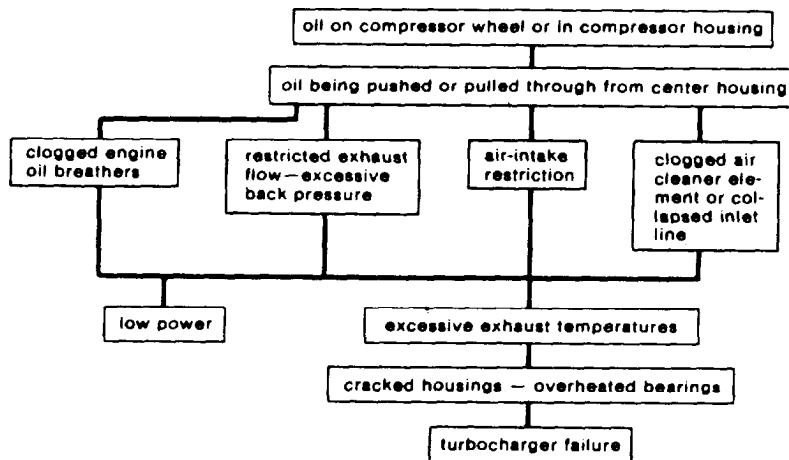 oil on compressor wheel or in compressor housing
oil being pushed or pulled through from center housing
clogged engine
oil breathers
restricted exhaust
flow—excessive
back pressure
air-intake
restriction
clogged air
cleaner ele-
ment or col-
lapsed inlet
line
low power
excessive exhaust temperatures
cracked housings — overheated bearings
turbocharger failure